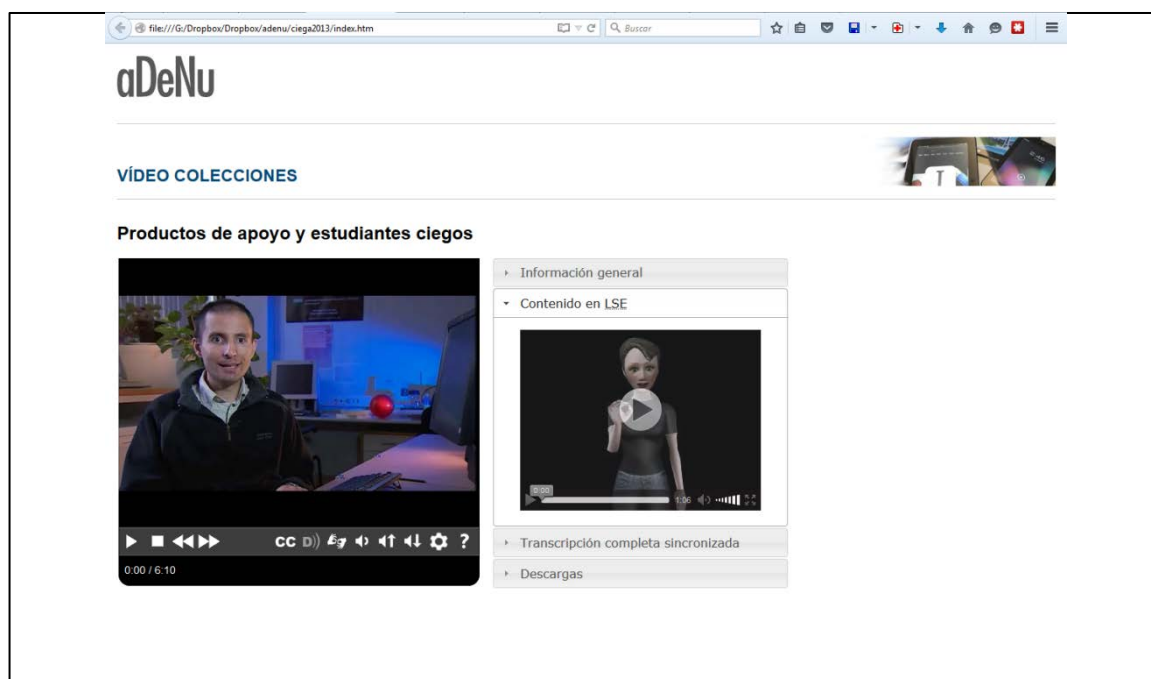 file:///G:/Dropbox/Dropbox/adenu/ciega2013/index.htm
Buscar
aDeNu
VÍDEO COLECCIONES
Productos de apoyo y estudiantes ciegos
Información general
Contenido en LSE
0:00
1:06
Transcripción completa sincronizada
Descargas
CC D)) ?
0:00 / 6:10